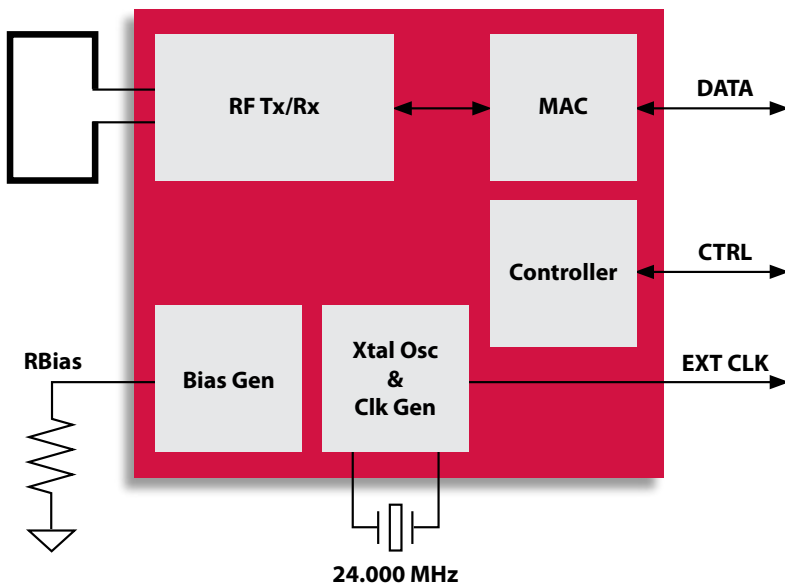 RF Tx/Rx
MAC
DATA
Controller
CTRL
RBias
Bias Gen
Xtal Osc
&
Clk Gen
EXT CLK
24.000 MHz